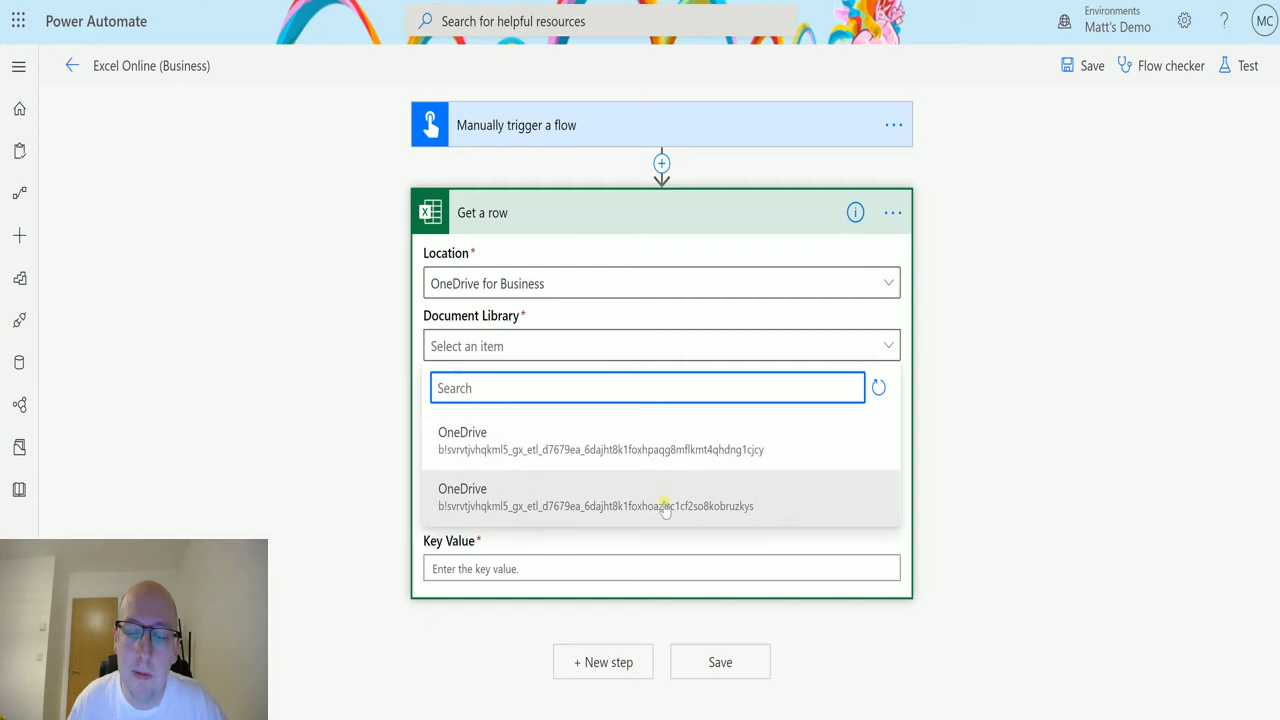 Power Automate
Search for helpful resources
Environments
Matt's Demo
?
MC
Excel Online (Business)
Save
Flow checker
Test
Manually trigger a flow
Get a row
Location*
OneDrive for Business
Document Library*
Select an item
Search
OneDrive
b!svrvtjvhqkml5_gx_etl_d7679ea_6dajht8k1foxhpaqg8mflkmt4qhdng1cjcy
OneDrive
Key Value*
Enter the key value.
+ New step
Save